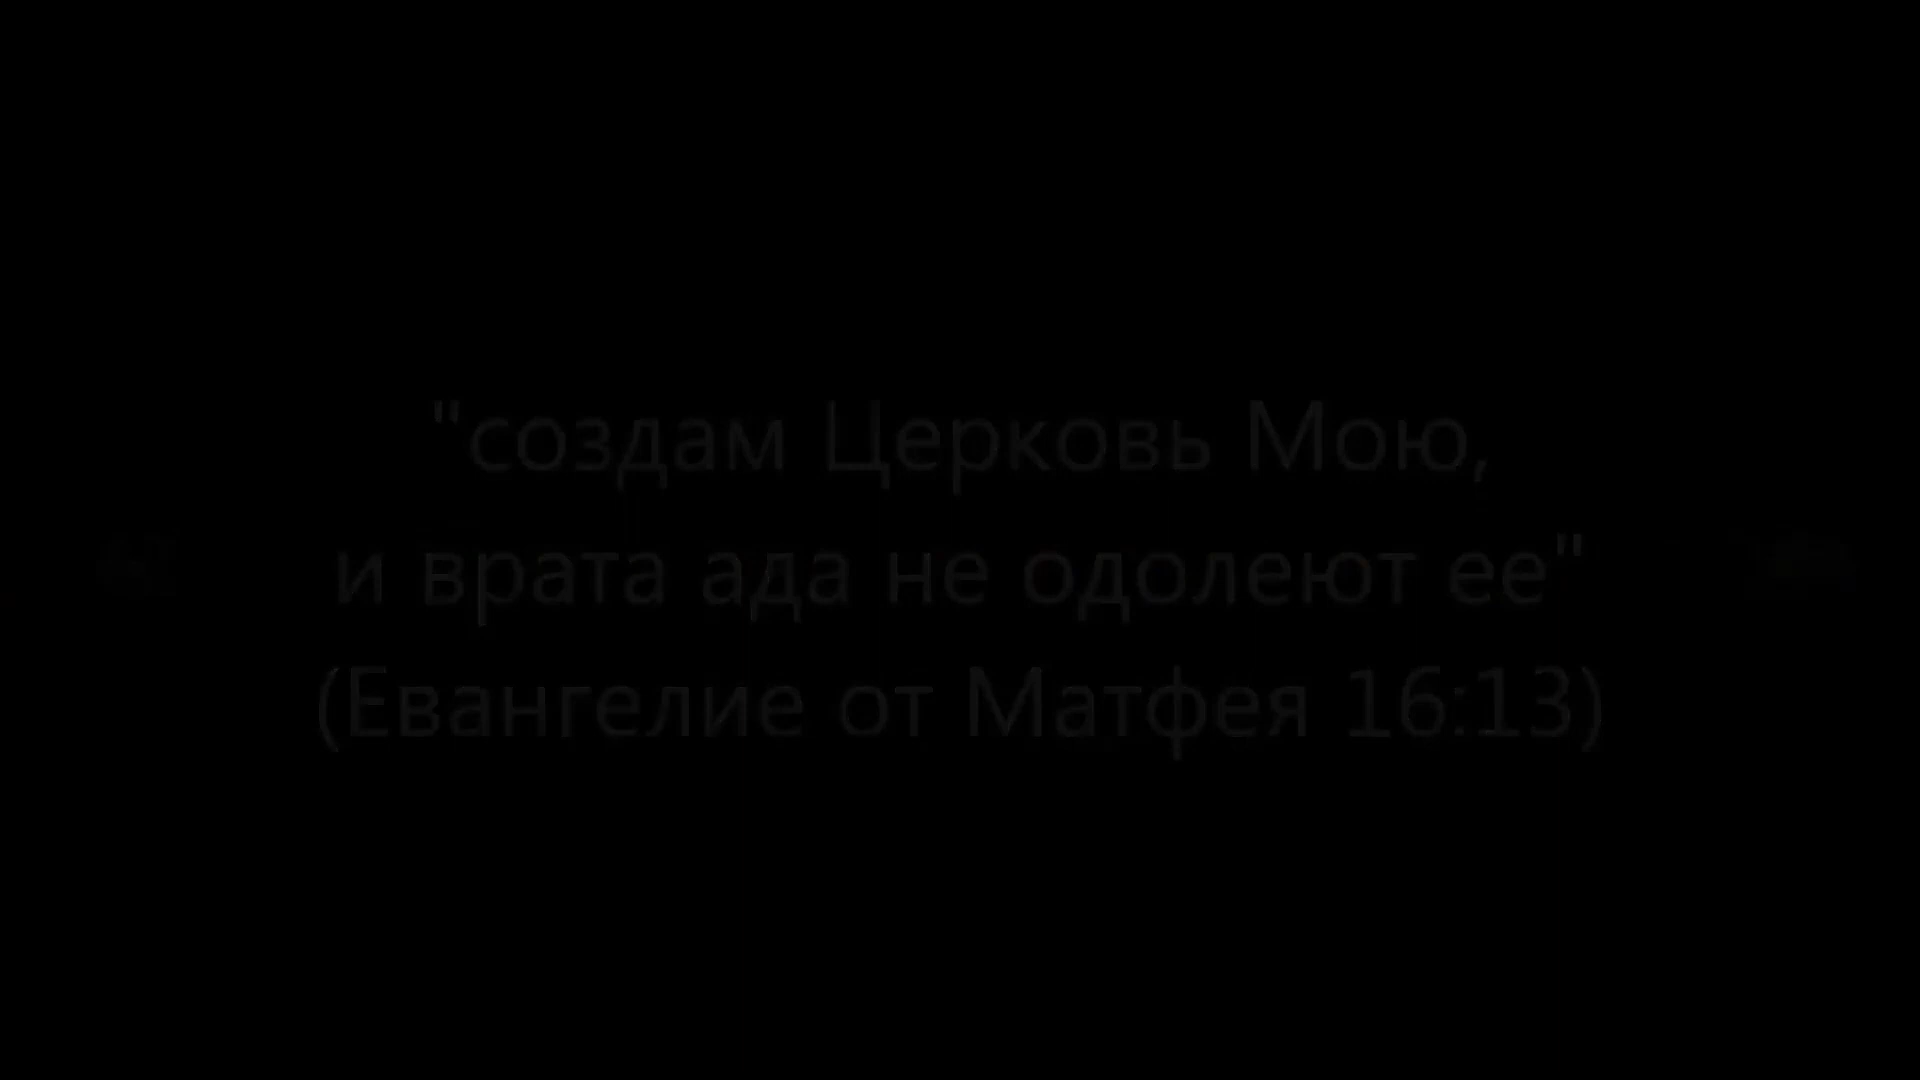 "создам Церковь Мою,
и врата ада не одолеют ее"
(Евангелие от Матфея 16:13)